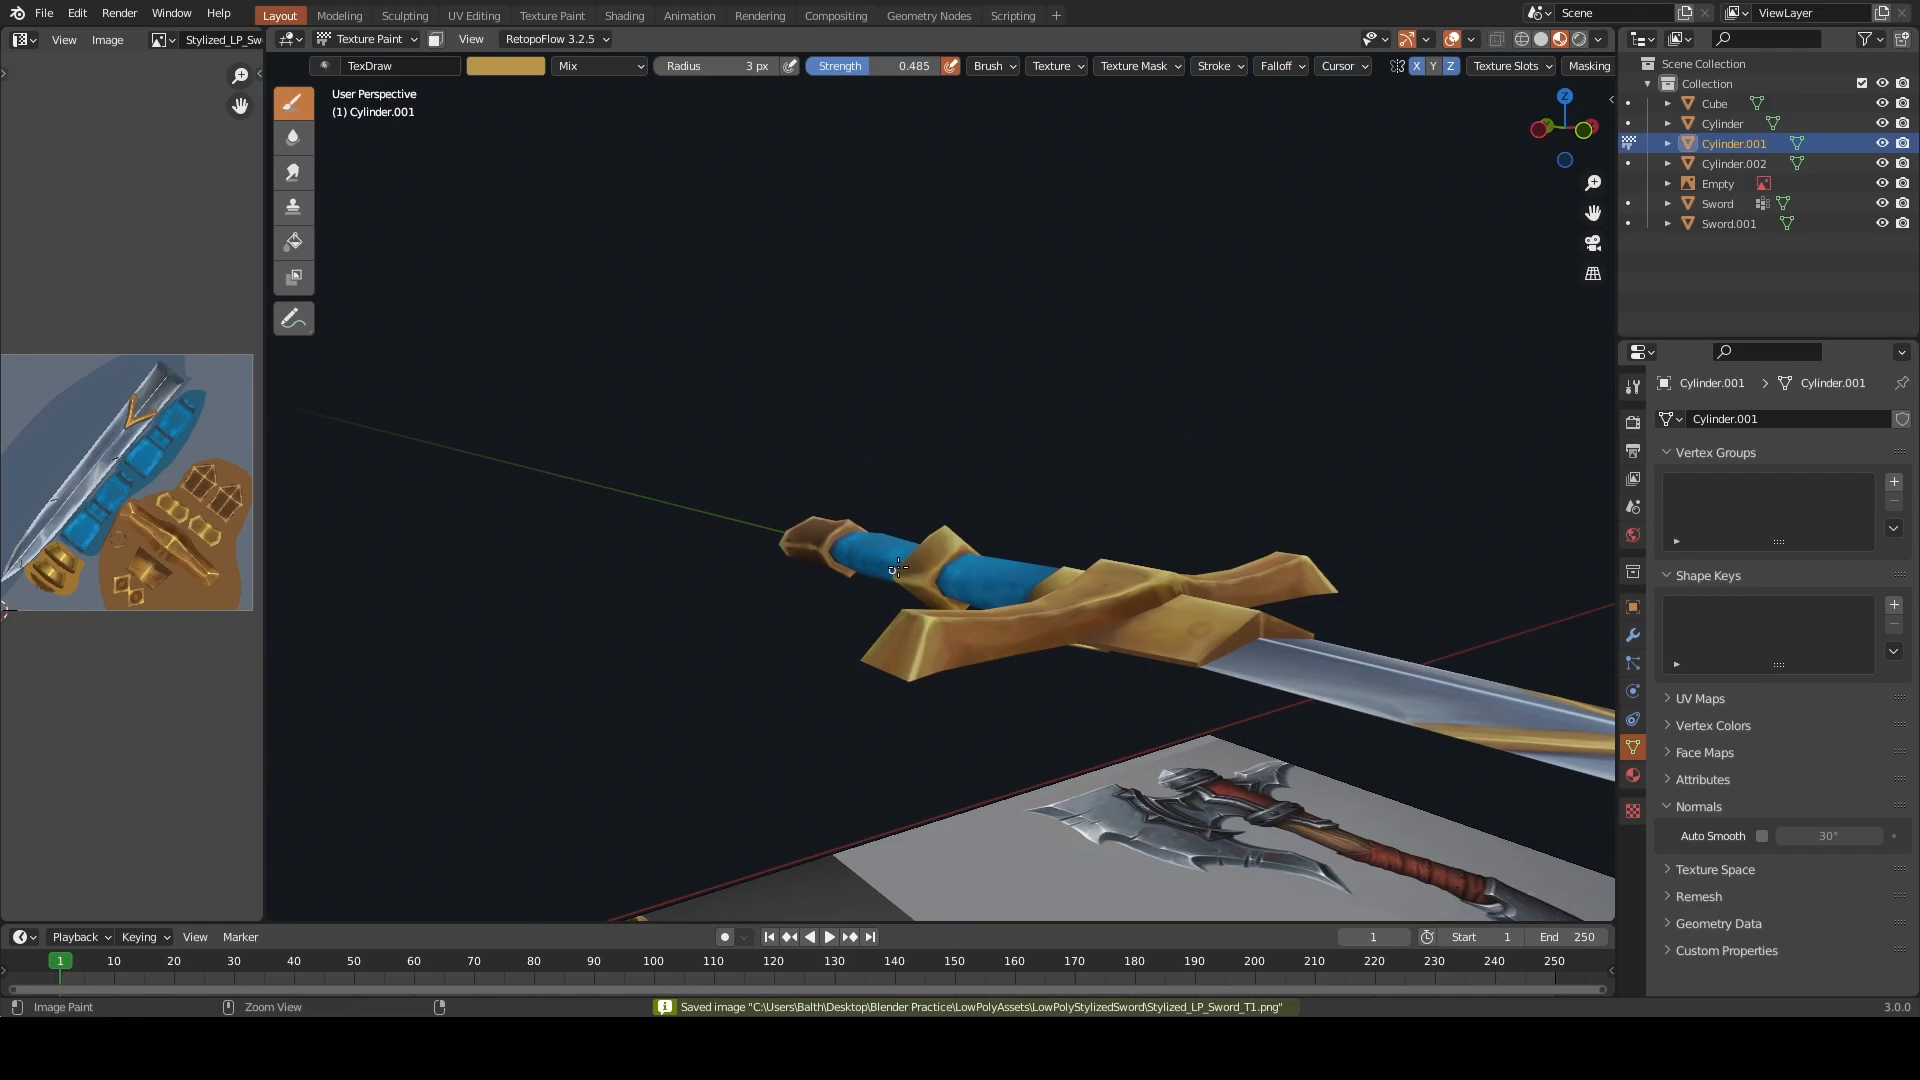 File Edit Render Window Help
Layout Modeling Sculpting UV Editing Texture Paint Shading Animation Rendering Compositing Geometry Nodes Scripting +
Scene
ViewLayer
View Image Stylized_LP_Sw
Texture Paint View RetopoFlow 3.2.5
TexDraw Mix Radius 3 px Strength 0.485 Brush Texture Texture Mask Stroke Falloff Cursor X Y Z Texture Slots Masking
User Perspective
(1) Cylinder.001
Z
Scene Collection
Collection
Cube
Cylinder
Cylinder.001
Cylinder.002
Empty
Sword
Sword.001
Cylinder.001 > Cylinder.001
Cylinder.001
Vertex Groups
Shape Keys
UV Maps
Vertex Colors
Face Maps
Attributes
Normals
Auto Smooth 30°
Texture Space
Remesh
Geometry Data
Custom Properties
Playback Keying View Marker
1 Start 1 End 250
1 10 20 30 40 50 60 70 80 90 100 110 120 130 140 150 160 170 180 190 200 210 220 230 240 250
Image Paint Zoom View
Saved image "C:\Users\Balth\Desktop\Blender Practice\LowPolyAssets\LowPolyStylizedSword\Stylized_LP_Sword_T1.png"
3.0.0